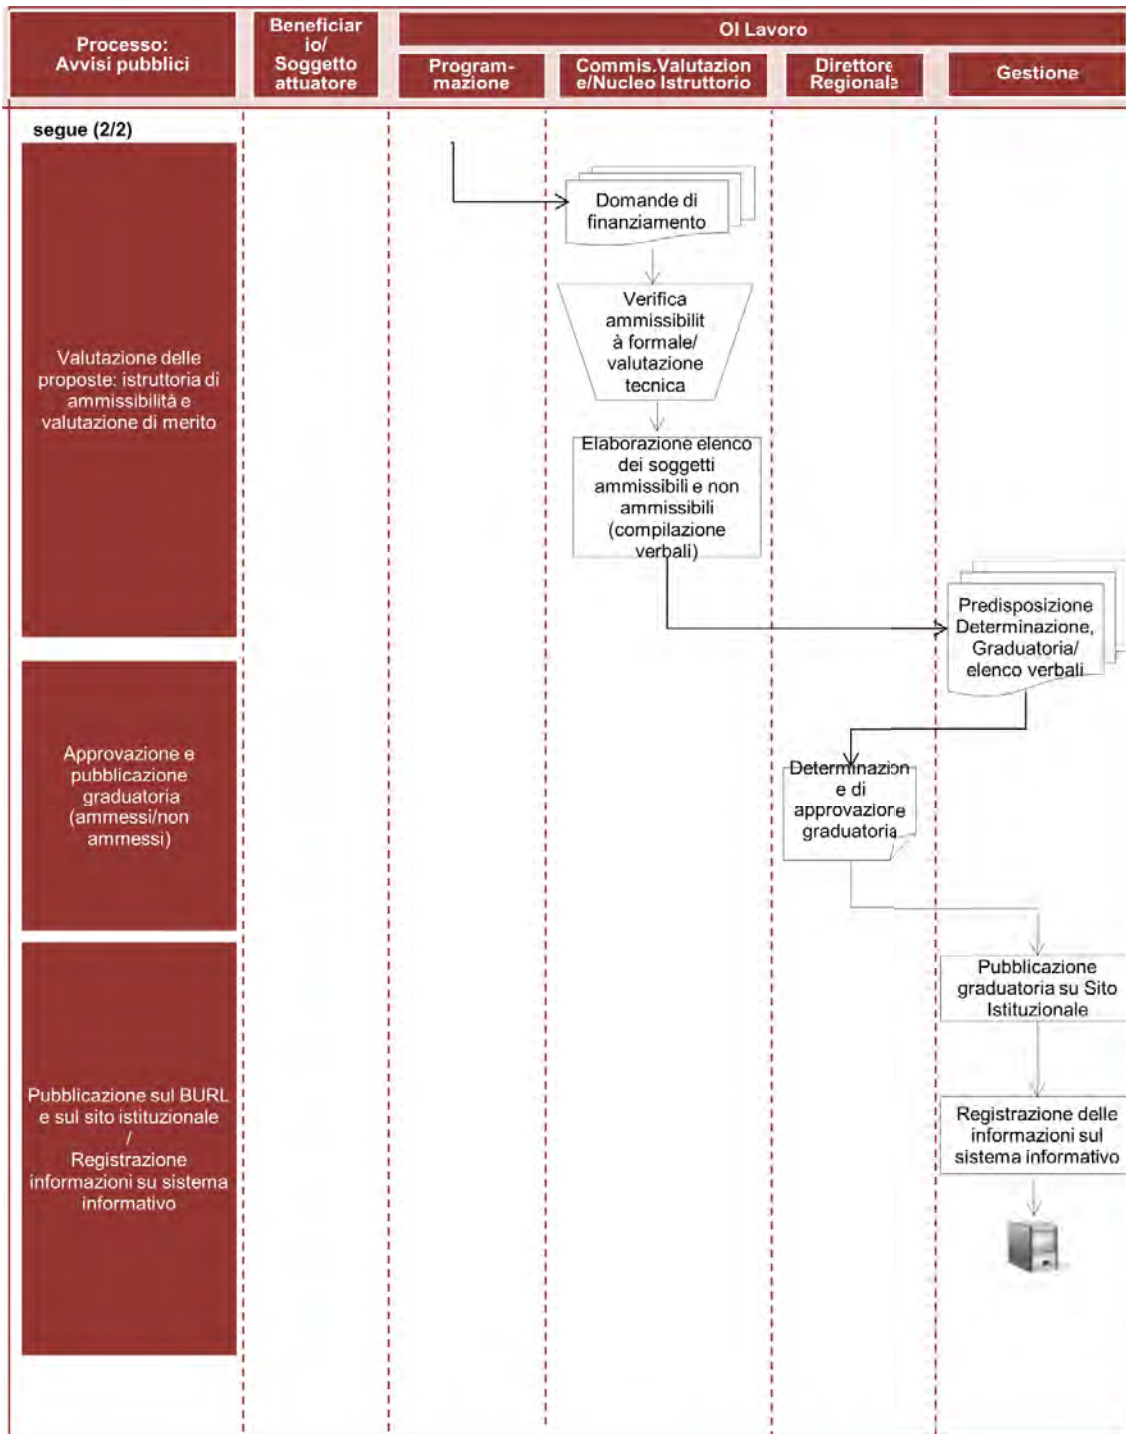 Processo:
Avvisi pubblici
Beneficiar
io/
Soggetto
attuatore
OI Lavoro
Program-
mazione
Commis.Valutazion
e/Nucleo Istruttorio
Direttore
Regionale
Gestione
segue (2/2)
Valutazione delle
proposte: istruttoria di
ammissibilità e
valutazione di merito
Domande di
finanziamento
Verifica
ammissibilit
à formale/
valutazione
tecnica
Elaborazione elenco
dei soggetti
ammissibili e non
ammissibili
(compilazione
verbali)
Predisposizione
Determinazione,
Graduatoria/
elenco verbali
Approvazione e
pubblicazione
graduatoria
(ammessi/non
ammessi)
Determinazion
e di
approvazione
graduatoria
Pubblicazione sul BURL
e sul sito istituzionale
/
Registrazione
informazioni su sistema
informativo
Pubblicazione
graduatoria su Sito
Istituzionale
Registrazione delle
informazioni sul
sistema informativo